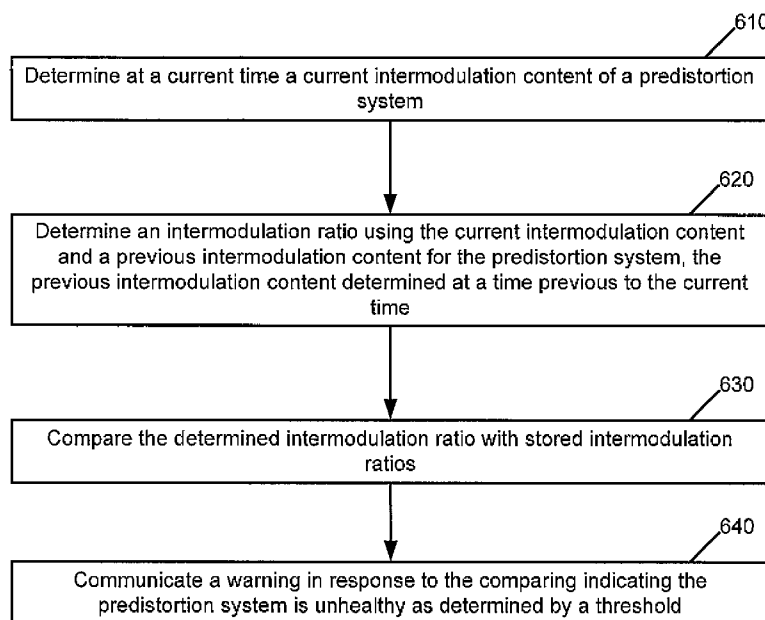 610
Determine at a current time a current intermodulation content of a predistortion
system
620
Determine an intermodulation ratio using the current intermodulation content
and a previous intermodulation content for the predistortion system, the
previous intermodulation content determined at a time previous to the current
time
630
Compare the determined intermodulation ratio with stored intermodulation
ratios
640
Communicate a warning in response to the comparing indicating the
predistortion system is unhealthy as determined by a threshold